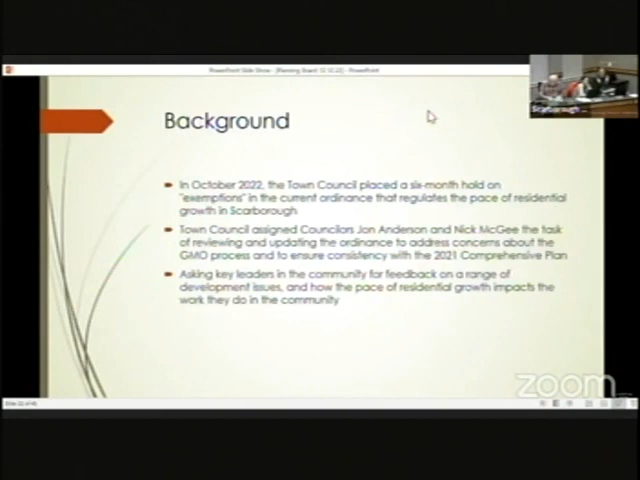 Background
In October 2022, the Town Council placed a six-month hold on
"exemptions" in the current ordinance that regulates the pace of residential
growth in Scarborough
Town Council assigned Councilors Jon Anderson and Nick McGee the task
of reviewing and updating the ordinance to address concerns about the
GMO process and to ensure consistency with the 2021 Comprehensive Plan
Asking key leaders in the community for feedback on a range of
development issues, and how the pace of residential growth impacts the
work they do in the community
zoom